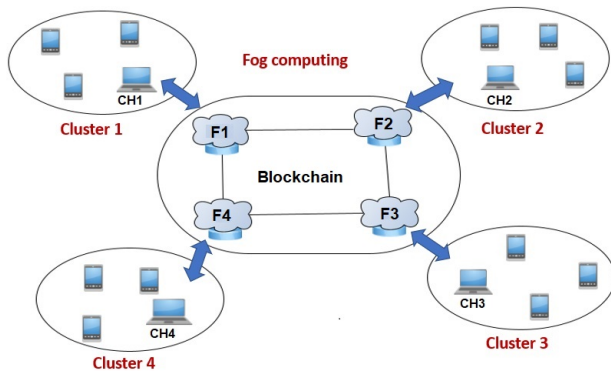 Fog computing
CH1
CH2
Cluster 1
Cluster 2
F1
F2
Blockchain
F4
F3
CH3
CH4
Cluster 3
Cluster 4